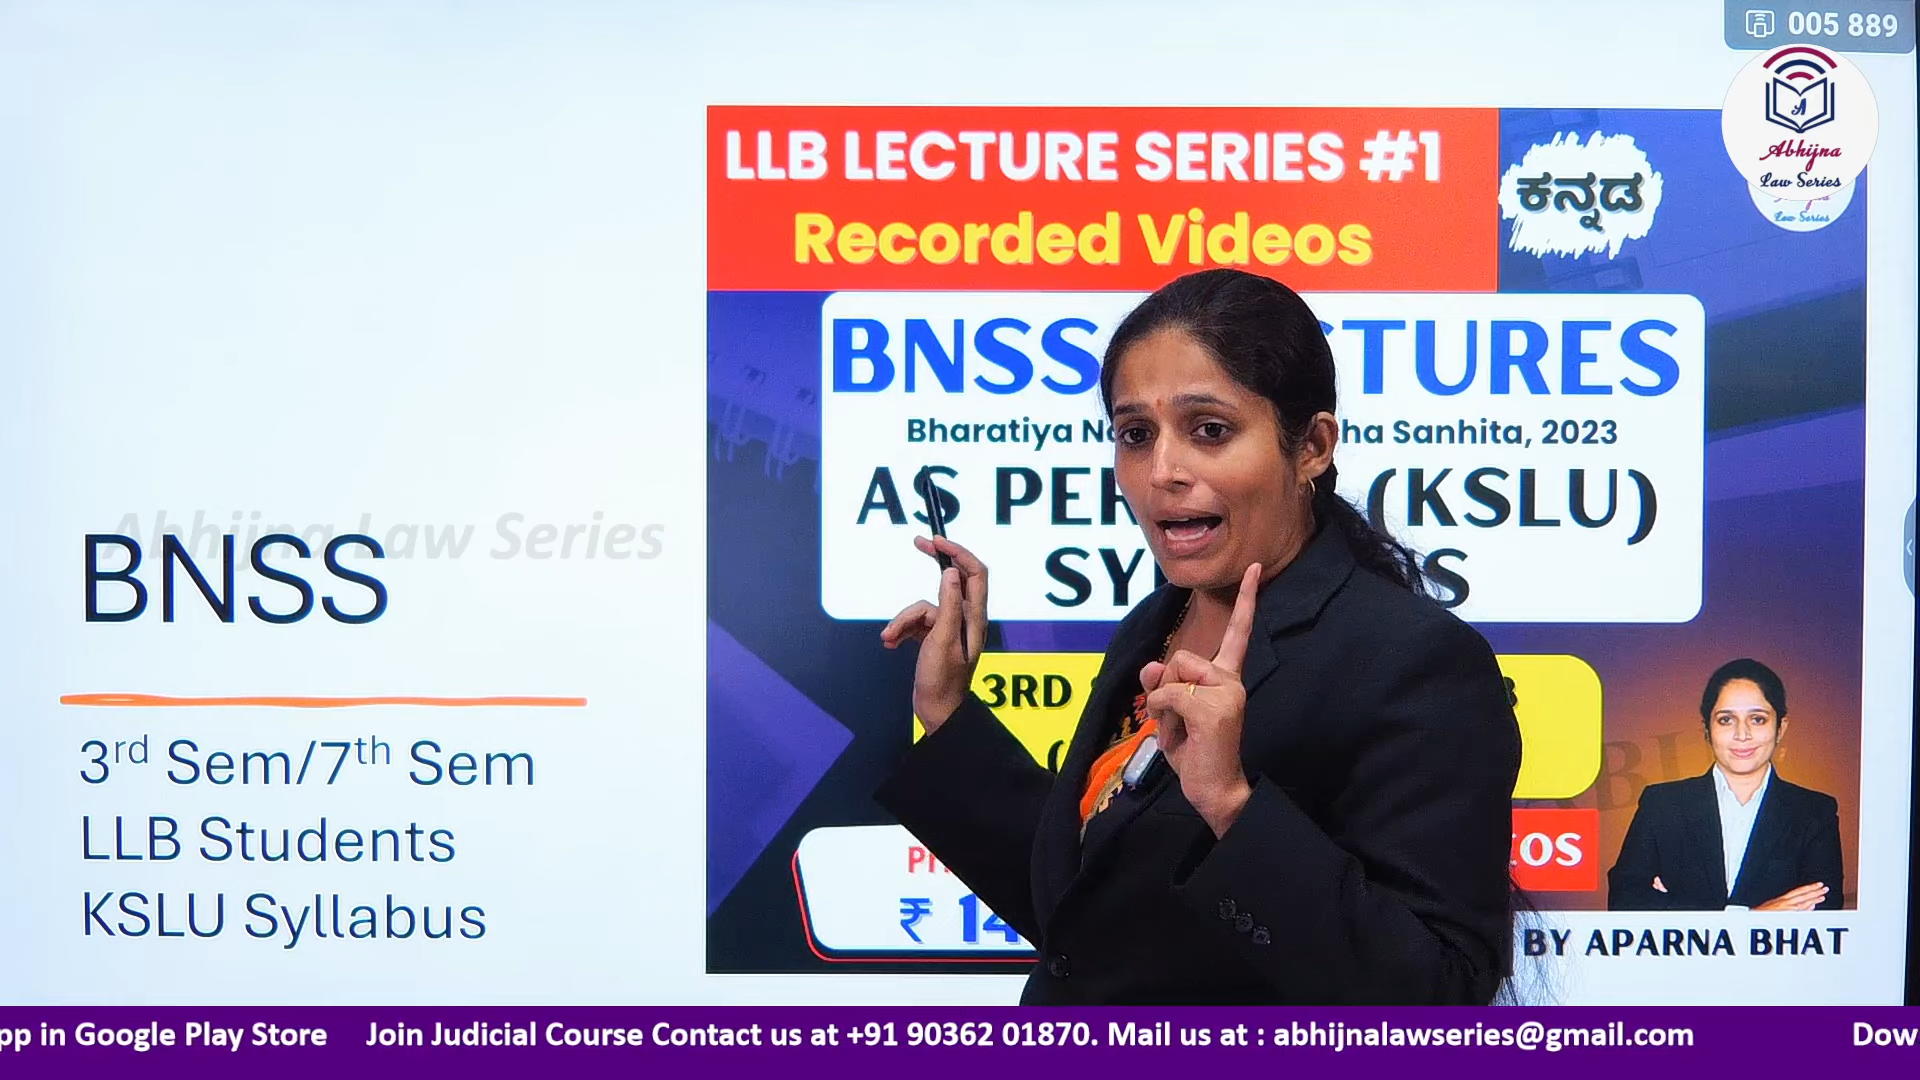 005 889
Abhijna
Law Series
Law Series
LLB LECTURE SERIES #1
Recorded Videos
ಕನ್ನಡ
BNSS TURES
Bharatiya ha Sanhita, 2023
AS PER (KSLU)
3RD
BY APARNA BHAT
Abhijna Law Series
BNSS
3rd Sem/7th Sem
LLB Students
KSLU Syllabus
pp in Google Play Store Join Judicial Course Contact us at +91 90362 01870. Mail us at : abhijnalawseries@gmail.com Dow